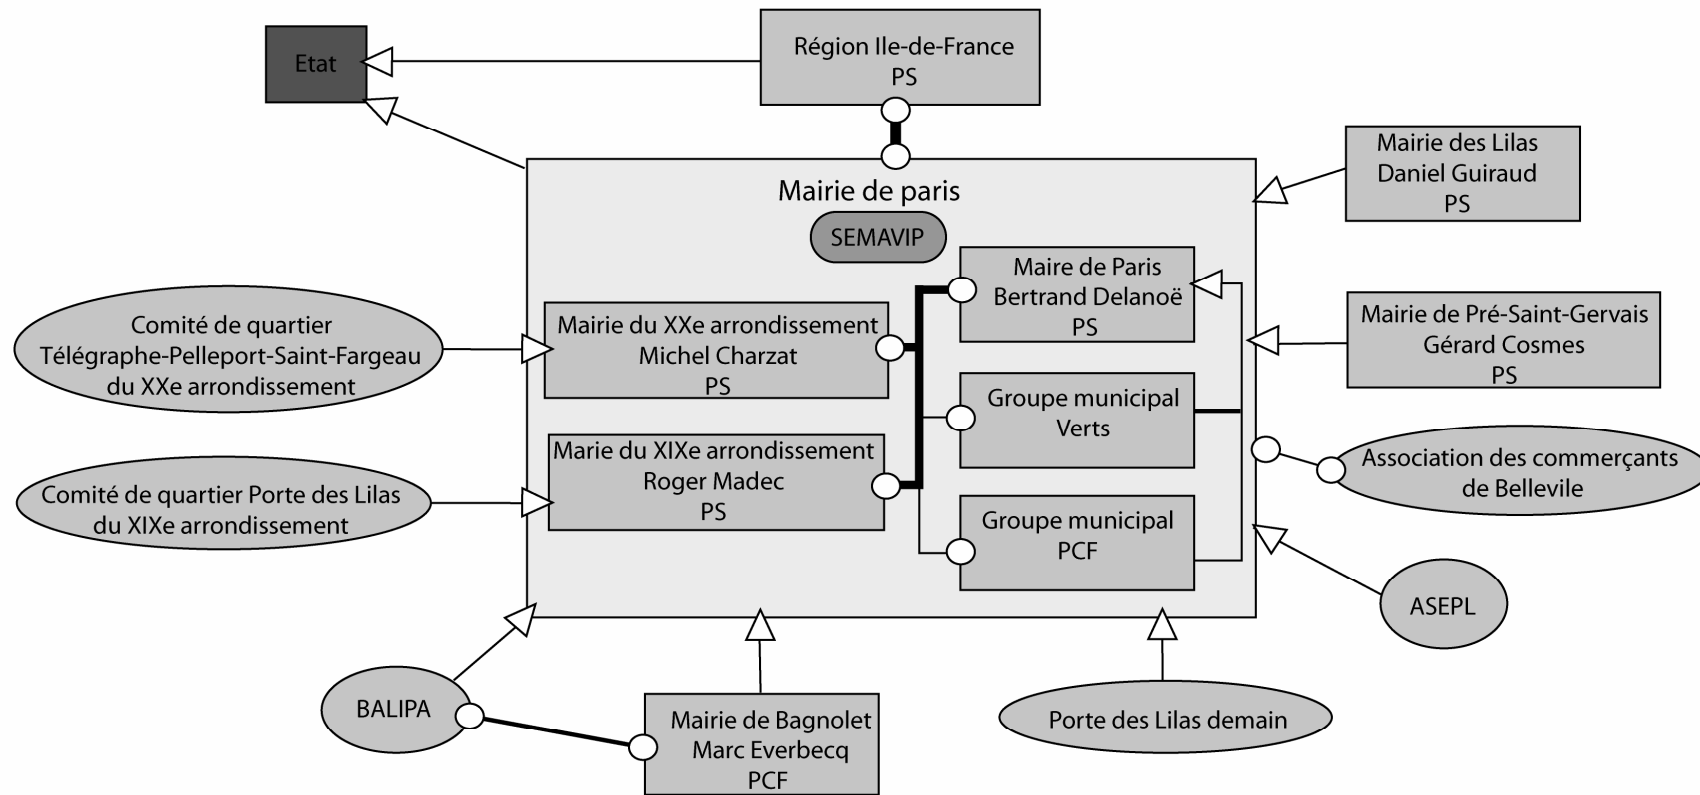 Etat
Région Ile-de-France
PS
Mairie des Lilas
Daniel Guiraud
PS
Mairie de paris
SEMAVIP
Maire de Paris
Bertrand Delanoë
PS
Mairie du XXe arrondissement
Michel Charzat
PS
Comité de quartier
Télégraphe-Pelleport-Saint-Fargeau
du XXe arrondissement
Mairie de Pré-Saint-Gervais
Gérard Cosmes
PS
Groupe municipal
Verts
Marie du XIXe arrondissement
Roger Madec
PS
Comité de quartier Porte des Lilas
du XIXe arrondissement
Association des commerçants
de Bellevile
Groupe municipal
PCF
ASEPL
BALIPA
Mairie de Bagnolet
Marc Everbecq
PCF
Porte des Lilas demain